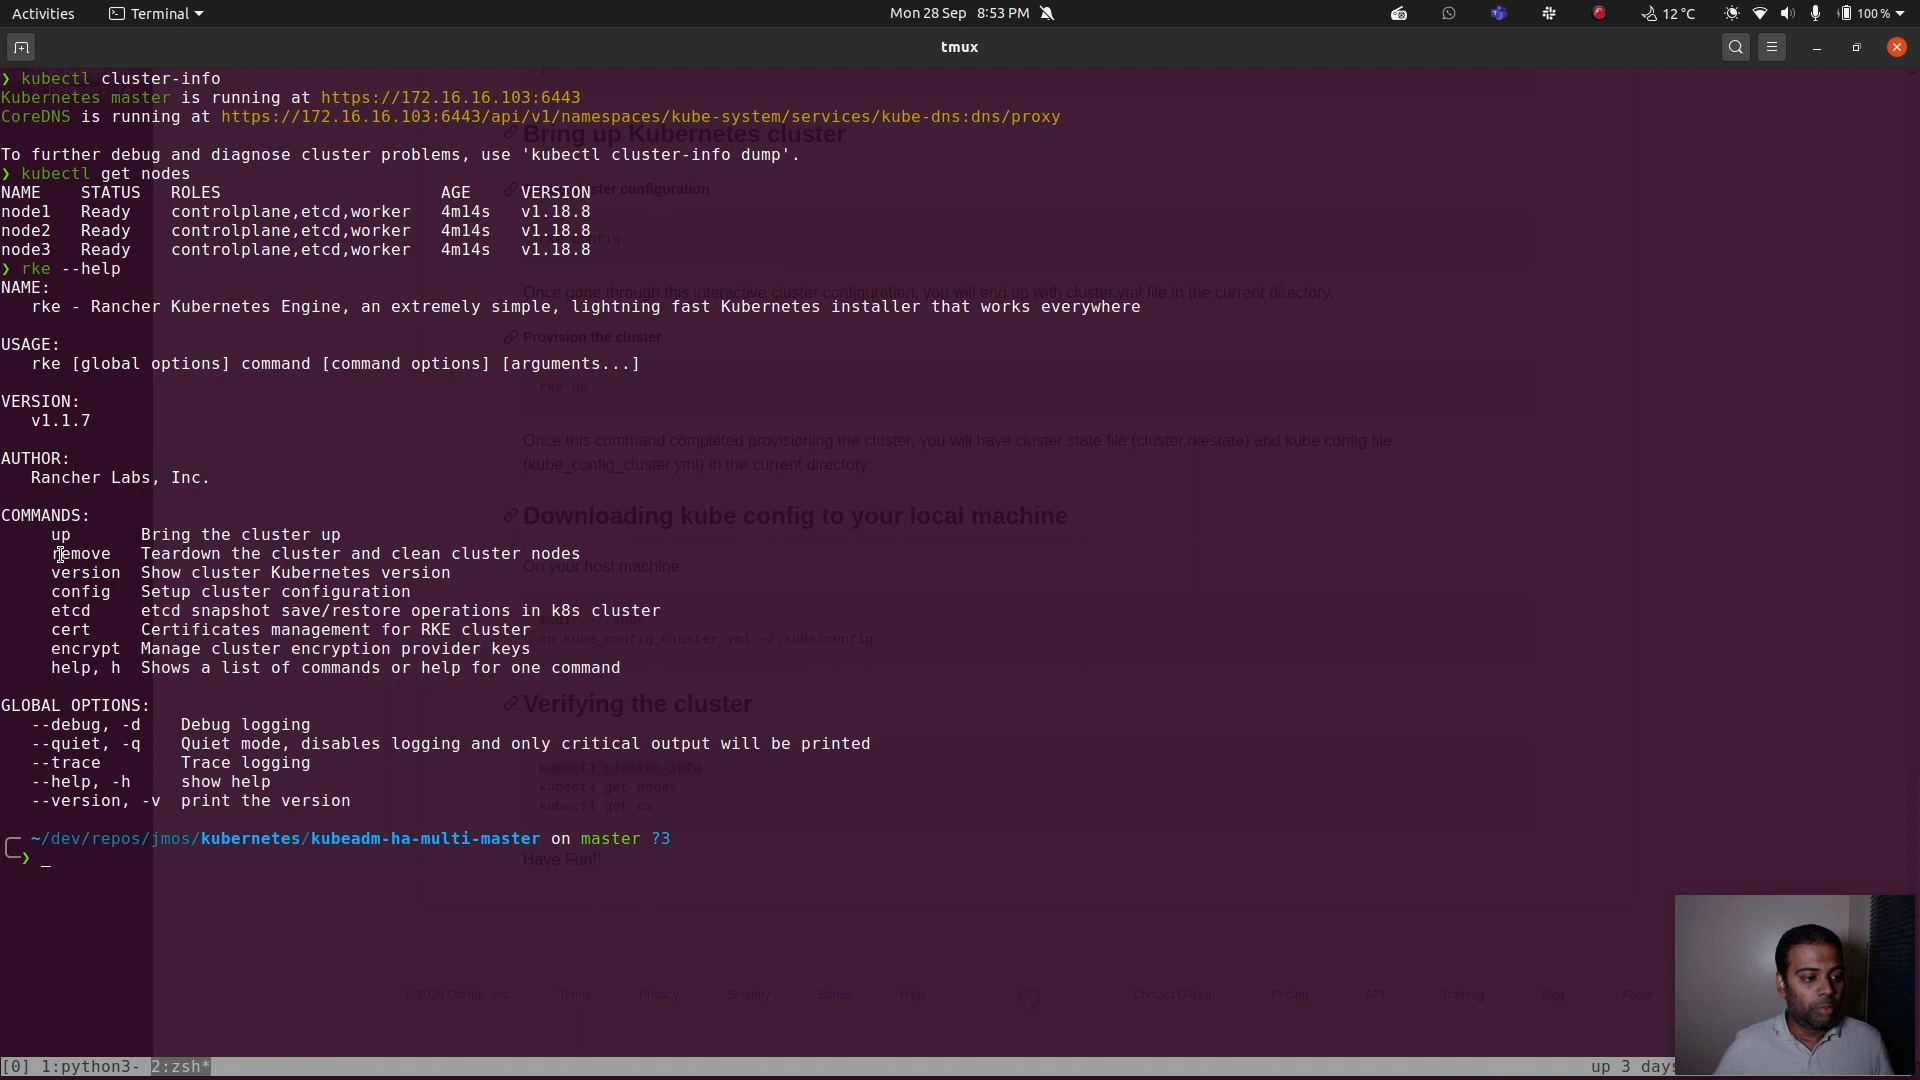 Activities Terminal Mon 28 Sep 8:53 PM 12 °C 100 %
tmux
❯ kubectl cluster-info
Kubernetes master is running at https://172.16.16.103:6443
CoreDNS is running at https://172.16.16.103:6443/api/v1/namespaces/kube-system/services/kube-dns:dns/proxy
Bring up Kubernetes cluster
To further debug and diagnose cluster problems, use 'kubectl cluster-info dump'.
❯ kubectl get nodes
NAME STATUS ROLES AGE VERSION
configuration
node1 Ready controlplane,etcd,worker 4m14s v1.18.8
node2 Ready controlplane,etcd,worker 4m14s v1.18.8
node3 Ready controlplane,etcd,worker 4m14s v1.18.8
❯ rke --help
NAME:
Once gone through this interactive cluster configuration, you will end up with cluster.yml file in the current directory.
rke - Rancher Kubernetes Engine, an extremely simple, lightning fast Kubernetes installer that works everywhere
Provision the cluster
USAGE:
rke [global options] command [command options] [arguments...]
rke up
VERSION:
v1.1.7
Once this command completed provisioning the cluster, you will have cluster state file (cluster.rkestate) and kube config file
(kube_config_cluster.yml) in the current directory.
AUTHOR:
Rancher Labs, Inc.
Downloading kube config to your local machine
COMMANDS:
up Bring the cluster up
remove Teardown the cluster and clean cluster nodes
On your host machine
version Show cluster Kubernetes version
config Setup cluster configuration
etcd etcd snapshot save/restore operations in k8s cluster
mkdir ~/.kube
cert Certificates management for RKE cluster
cp kube_config_cluster.yml ~/.kube/config
encrypt Manage cluster encryption provider keys
help, h Shows a list of commands or help for one command
GLOBAL OPTIONS:
Verifying the cluster
--debug, -d Debug logging
--quiet, -q Quiet mode, disables logging and only critical output will be printed
--trace Trace logging
kubectl cluster-info
--help, -h show help
kubectl get nodes
--version, -v print the version
kubectl get cs
~/dev/repos/jmos/kubernetes/kubeadm-ha-multi-master on master ?3
❯ _
Have Fun!!
© 2020 GitHub, Inc. Terms Privacy Security Status Help Contact GitHub Pricing API Training Blog About
[0] 1:python3- 2:zsh* up 3 days